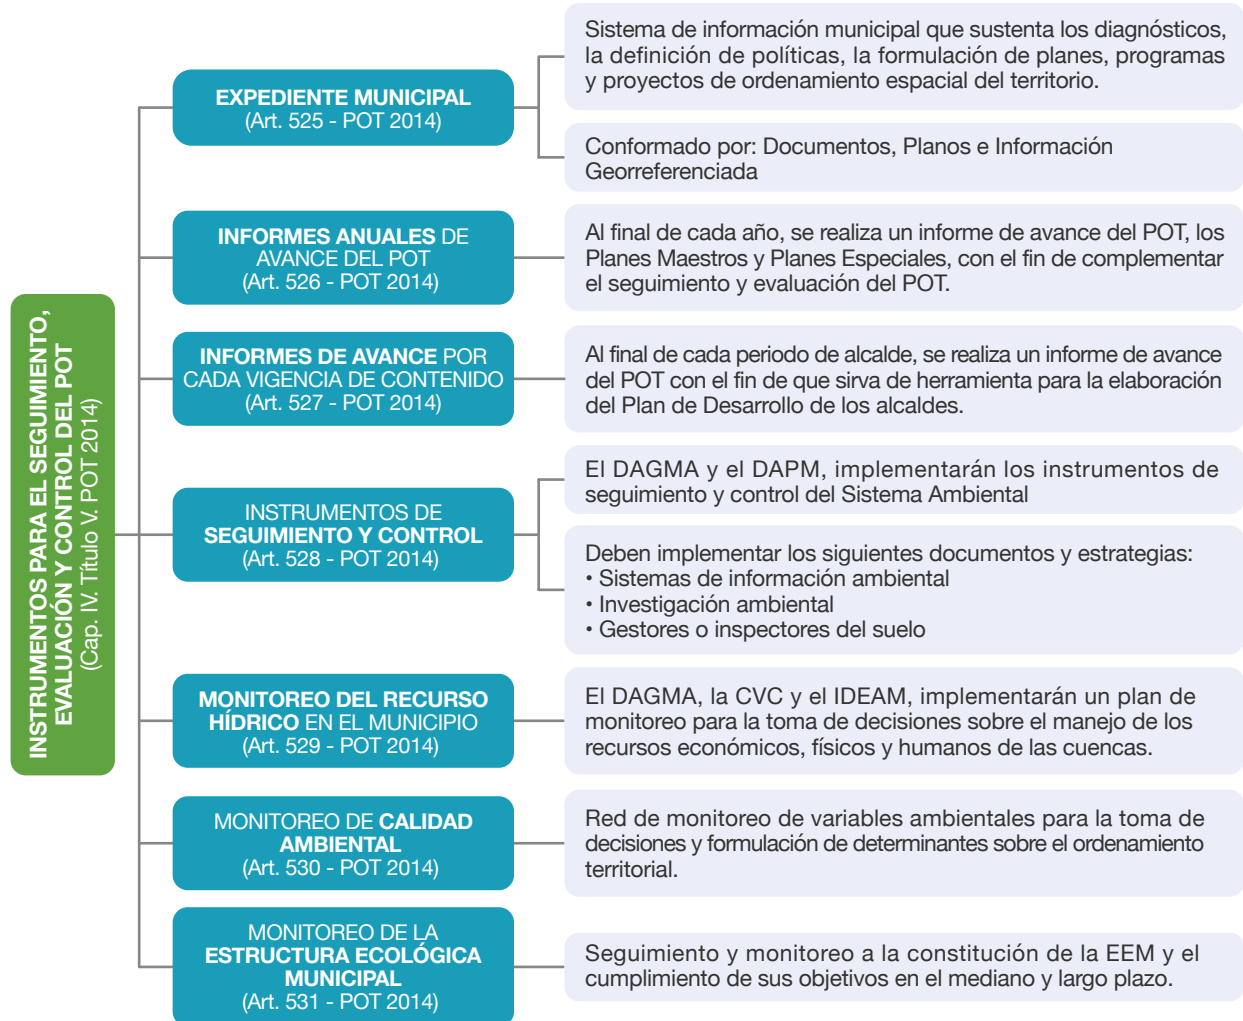 INSTRUMENTOS PARA EL SEGUIMIENTO,
EVALUACIÓN Y CONTROL DEL POT
(Cap. IV. Título V. POT 2014)
EXPEDIENTE MUNICIPAL
(Art. 525 - POT 2014)
Sistema de información municipal que sustenta los diagnósticos,
la definición de políticas, la formulación de planes, programas
y proyectos de ordenamiento espacial del territorio.
Conformado por: Documentos, Planos e Información
Georreferenciada
INFORMES ANUALES DE
AVANCE DEL POT
(Art. 526 - POT 2014)
Al final de cada año, se realiza un informe de avance del POT, los
Planes Maestros y Planes Especiales, con el fin de complementar
el seguimiento y evaluación del POT.
INFORMES DE AVANCE POR
CADA VIGENCIA DE CONTENIDO
(Art. 527 - POT 2014)
Al final de cada periodo de alcalde, se realiza un informe de avance
del POT con el fin de que sirva de herramienta para la elaboración
del Plan de Desarrollo de los alcaldes.
INSTRUMENTOS DE
SEGUIMIENTO Y CONTROL
(Art. 528 - POT 2014)
El DAGMA y el DAPM, implementarán los instrumentos de
seguimiento y control del Sistema Ambiental
Deben implementar los siguientes documentos y estrategias:
• Sistemas de información ambiental
• Investigación ambiental
• Gestores o inspectores del suelo
MONITOREO DEL RECURSO
HÍDRICO EN EL MUNICIPIO
(Art. 529 - POT 2014)
El DAGMA, la CVC y el IDEAM, implementarán un plan de
monitoreo para la toma de decisiones sobre el manejo de los
recursos económicos, físicos y humanos de las cuencas.
MONITOREO DE CALIDAD
AMBIENTAL
(Art. 530 - POT 2014)
Red de monitoreo de variables ambientales para la toma de
decisiones y formulación de determinantes sobre el ordenamiento
territorial.
MONITOREO DE LA
ESTRUCTURA ECOLÓGICA
MUNICIPAL
(Art. 531 - POT 2014)
Seguimiento y monitoreo a la constitución de la EEM y el
cumplimiento de sus objetivos en el mediano y largo plazo.